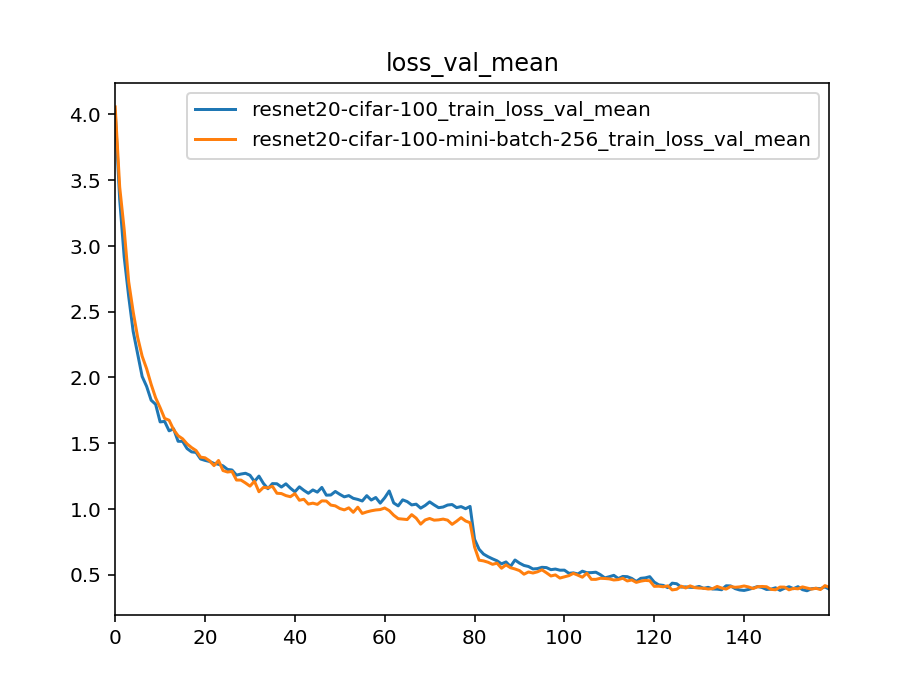 loss_val_mean
resnet20-cifar-100_train_loss_val_mean
resnet20-cifar-100-mini-batch-256_train_loss_val_mean
4.0
3.5
3.0
2.5
2.0
1.5
1.0
0.5
0 20 40 60 80 100 120 140